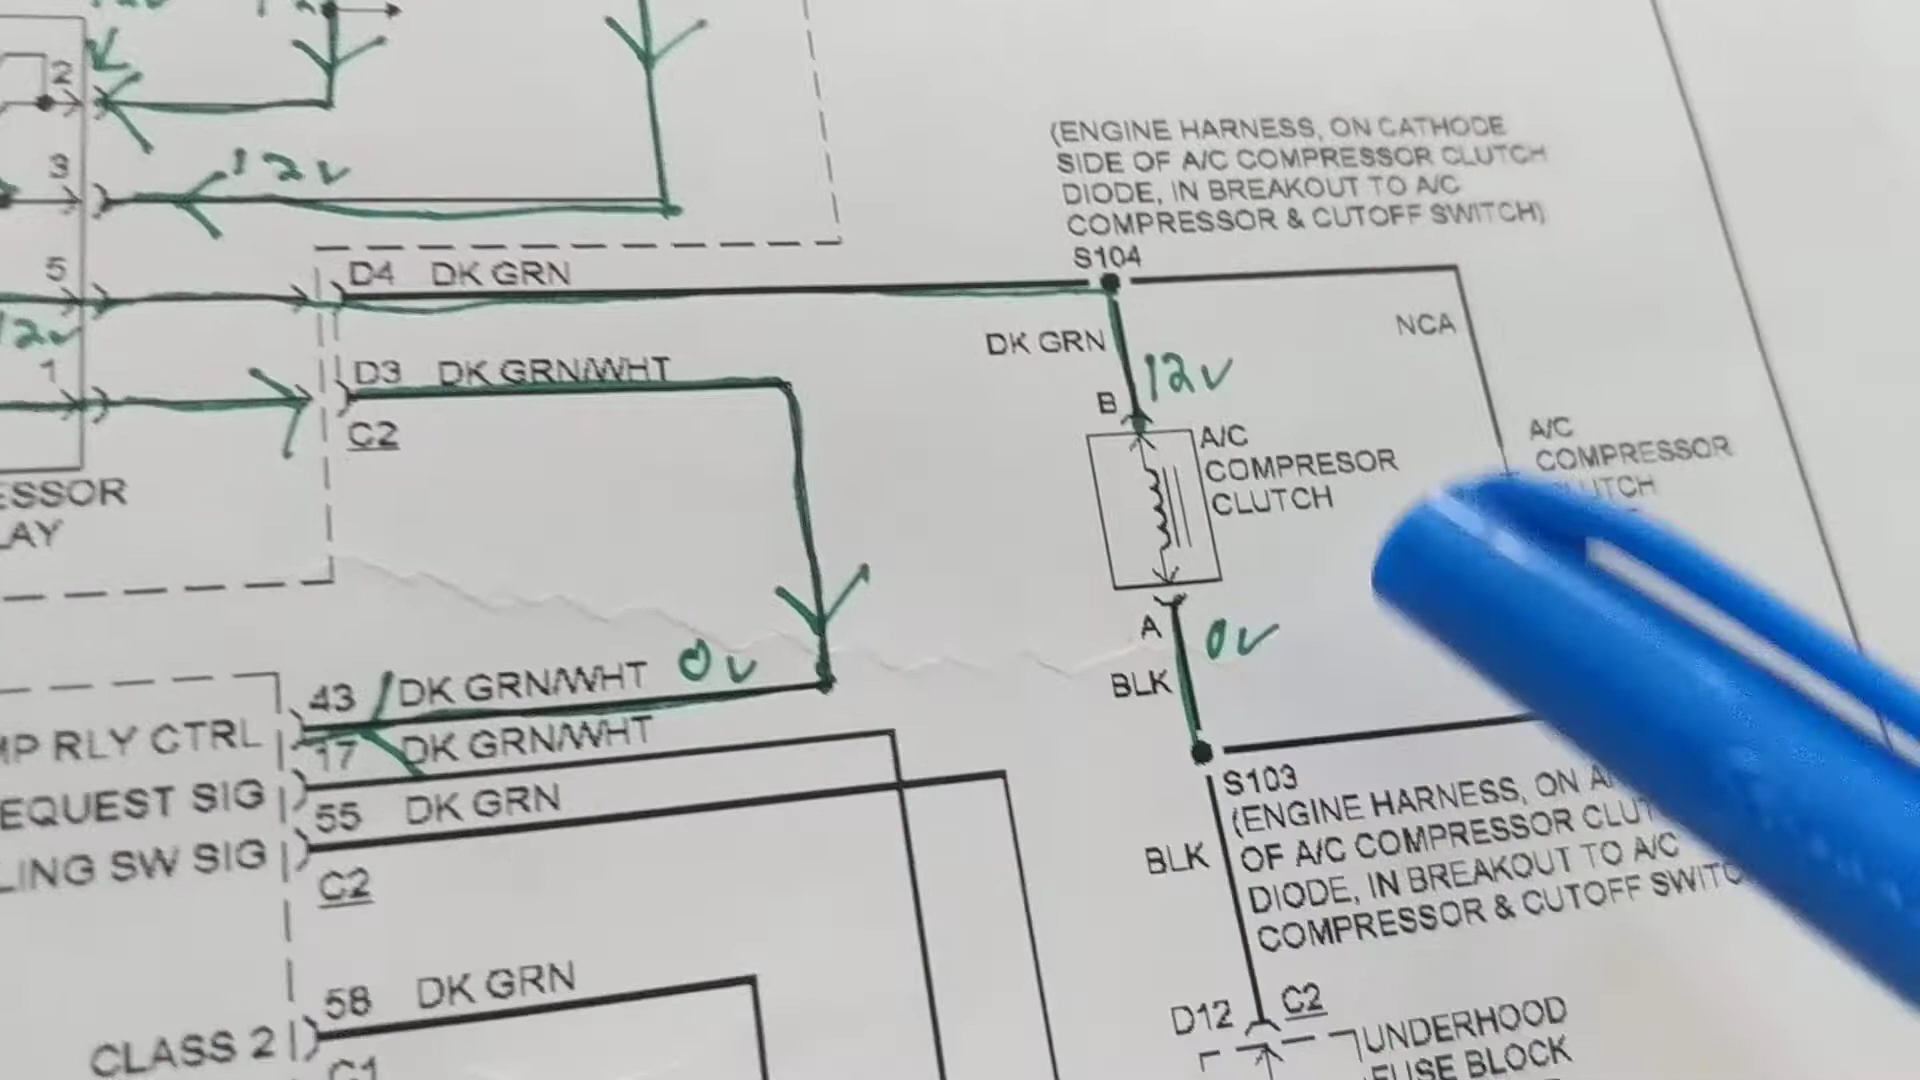 2
3
12v
(ENGINE HARNESS, ON CATHODE
SIDE OF A/C COMPRESSOR CLUTCH
DIODE, IN BREAKOUT TO A/C
COMPRESSOR & CUTOFF SWITCH)
S104
5
D4 DK GRN
12v
DK GRN
NCA
1
D3 DK GRN/WHT
C2
B
12v
A/C
COMPRESOR
CLUTCH
A/C
COMPRESSOR
ESSOR
LAY
A
0v
BLK
43 DK GRN/WHT 0v
MP RLY CTRL
17 DK GRN/WHT
EQUEST SIG
55 DK GRN
LING SW SIG
C2
S103
(ENGINE HARNESS, ON
OF A/C COMPRESSOR
DIODE, IN BREAKOUT TO A/C
COMPRESSOR & CUTOFF
BLK
58 DK GRN
CLASS 2
C1
D12 C2
UNDERHOOD
FUSE BLOCK